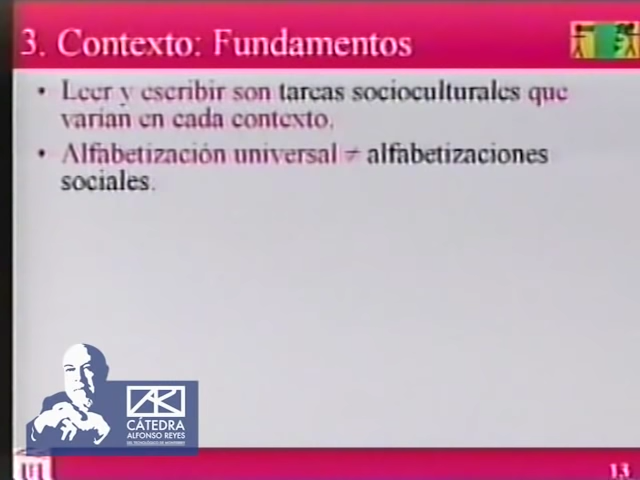 3. Contexto: Fundamentos
• Leer y escribir son tareas socioculturales que
varían en cada contexto.
• Alfabetización universal ≠ alfabetizaciones
sociales.
AR
CÁTEDRA
ALFONSO REYES
13